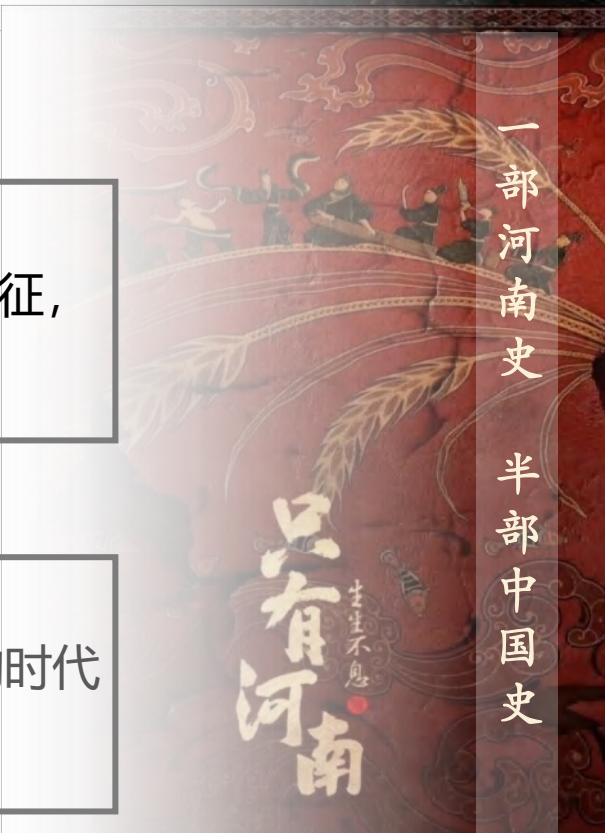 征，
时代
只有河南
生生不息
一部河南史 半部中国史